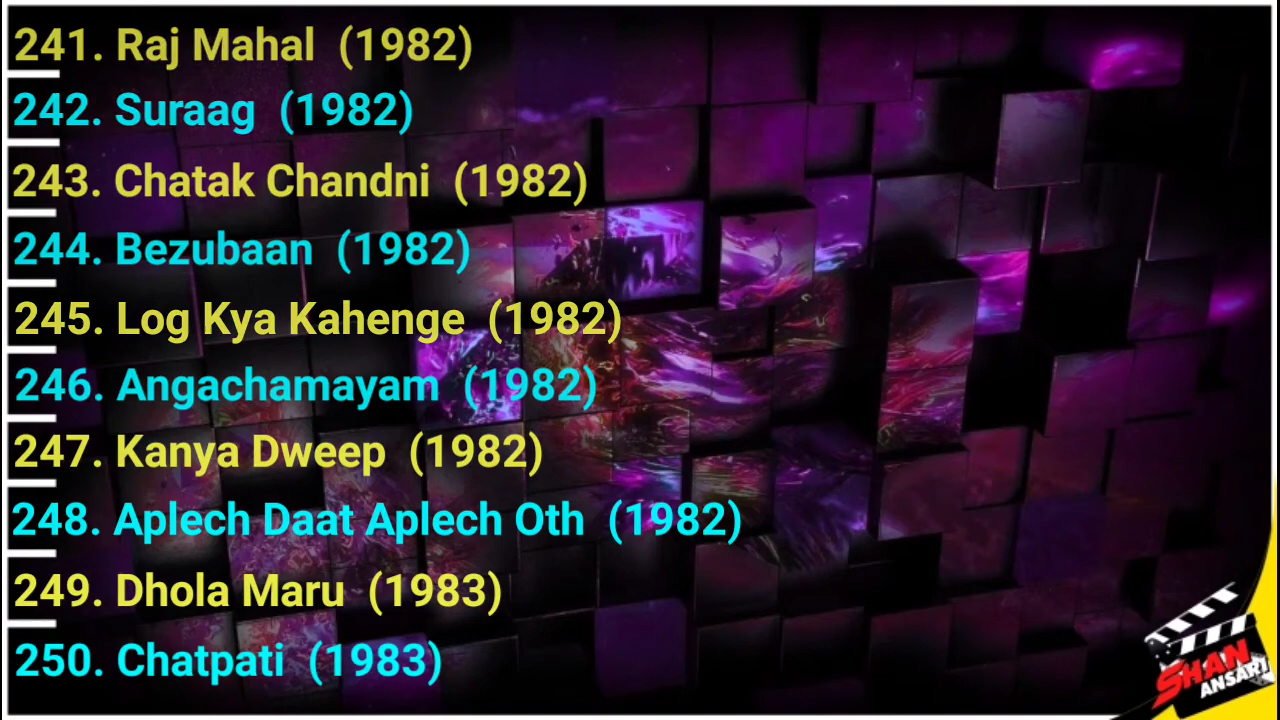 241. Raj Mahal (1982)
242. Suraag (1982)
243. Chatak Chandni (1982)
244. Bezubaan (1982)
245. Log Kya Kahenge (1982)
246. Angachamayam (1982)
247. Kanya Dweep (1982)
248. Aplech Daat Aplech Oth (1982)
249. Dhola Maru (1983)
250. Chatpati (1983)
SHAN
ANSARI